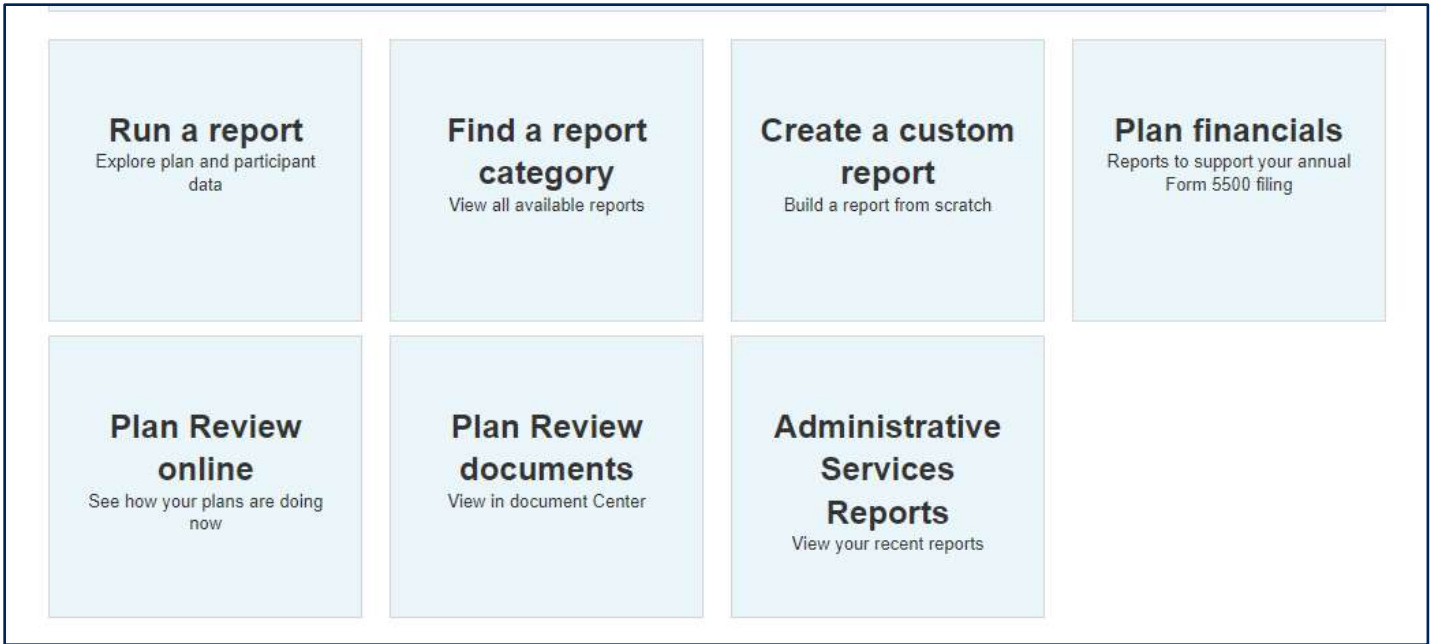 Run a report
Explore plan and participant
data
Find a report
category
View all available reports
Create a custom
report
Build a report from scratch
Plan financials
Reports to support your annual
Form 5500 filing
Plan Review
online
See how your plans are doing
now
Plan Review
documents
View in document Center
Administrative
Services
Reports
View your recent reports